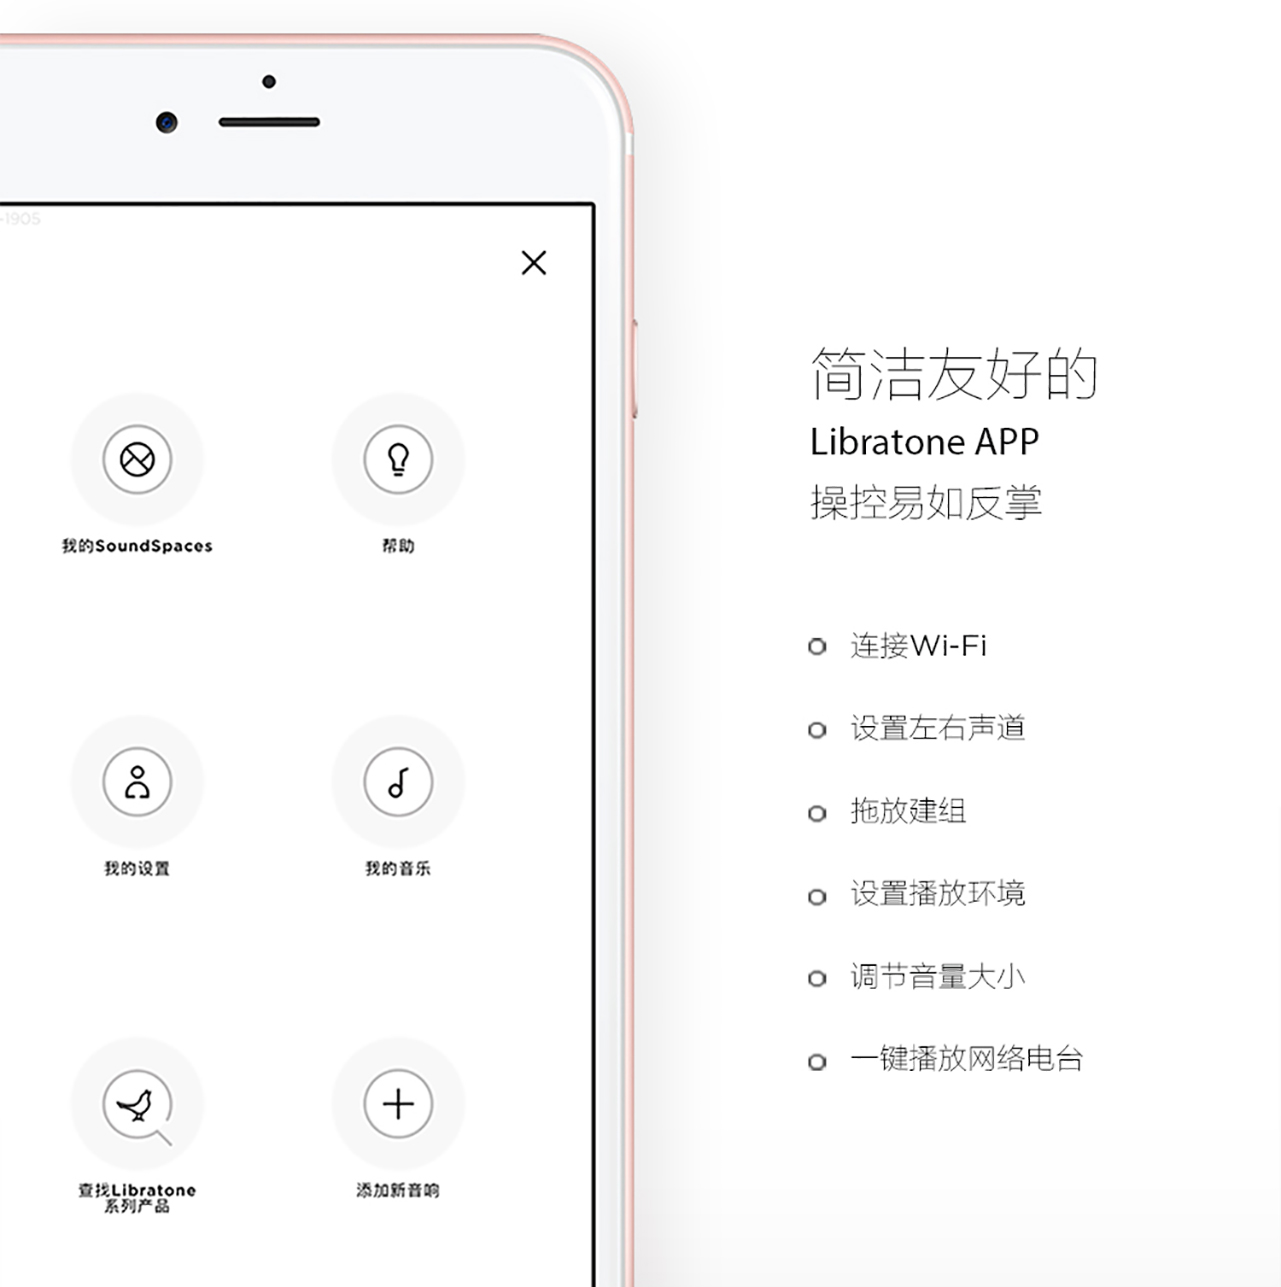 -1905
我的SoundSpaces
帮助
我的设置
我的音乐
查找Libratone
系列产品
添加新音响
简洁友好的
Libratone APP
操控易如反掌
连接Wi-Fi
设置左右声道
拖放建组
设置播放环境
调节音量大小
一键播放网络电台